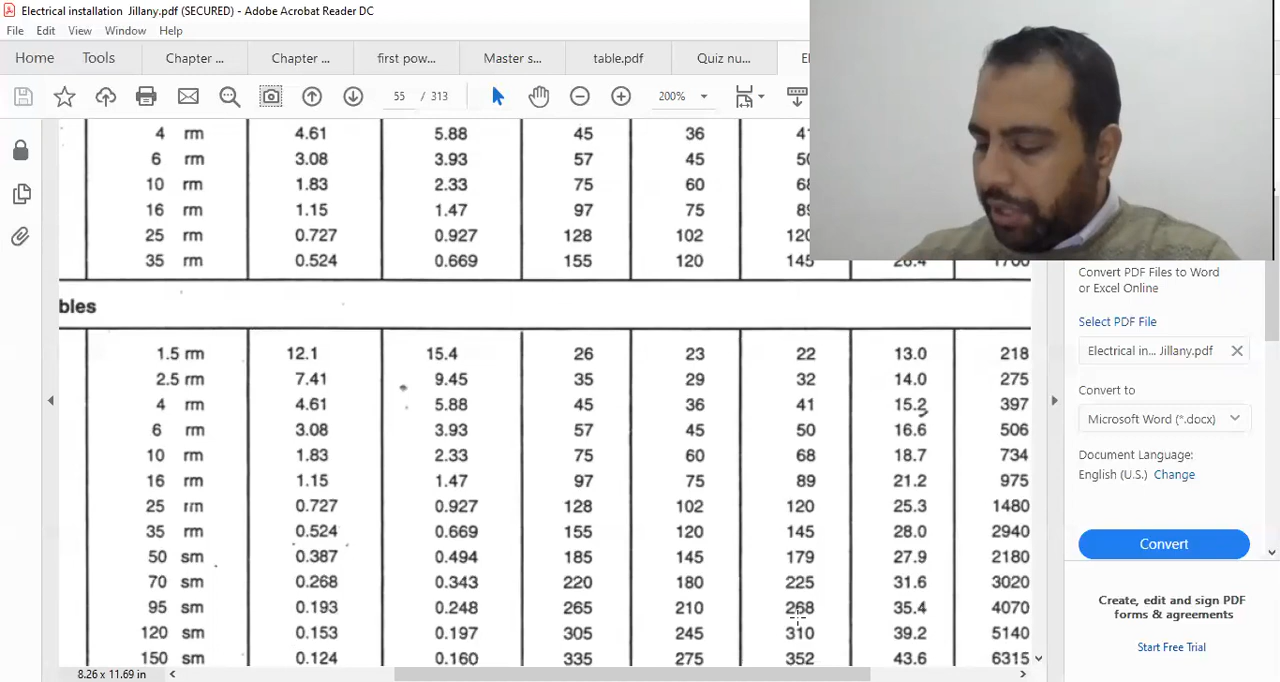 Electrical installation Jillany.pdf (SECURED) - Adobe Acrobat Reader DC
File Edit View Window Help
Home Tools Chapter ... Chapter ... first pow... Master s... table.pdf Quiz nu... El
55 / 313 200%
4 rm 4.61 5.88 45 36 41
6 rm 3.08 3.93 57 45 50
10 rm 1.83 2.33 75 60 68
16 rm 1.15 1.47 97 75 89
25 rm 0.727 0.927 128 102 120
35 rm 0.524 0.669 155 120 145 26.4 1700
bles
1.5 rm 12.1 15.4 26 23 22 13.0 218
2.5 rm 7.41 9.45 35 29 32 14.0 275
4 rm 4.61 5.88 45 36 41 15.2 397
6 rm 3.08 3.93 57 45 50 16.6 506
10 rm 1.83 2.33 75 60 68 18.7 734
16 rm 1.15 1.47 97 75 89 21.2 975
25 rm 0.727 0.927 128 102 120 25.3 1480
35 rm 0.524 0.669 155 120 145 28.0 2940
50 sm 0.387 0.494 185 145 179 27.9 2180
70 sm 0.268 0.343 220 180 225 31.6 3020
95 sm 0.193 0.248 265 210 268 35.4 4070
120 sm 0.153 0.197 305 245 310 39.2 5140
150 sm 0.124 0.160 335 275 352 43.6 6315
8.26 x 11.69 in
Convert PDF Files to Word
or Excel Online
Select PDF File
Electrical in... Jillany.pdf
Convert to
Microsoft Word (*.docx)
Document Language:
English (U.S.) Change
Convert
Create, edit and sign PDF
forms & agreements
Start Free Trial